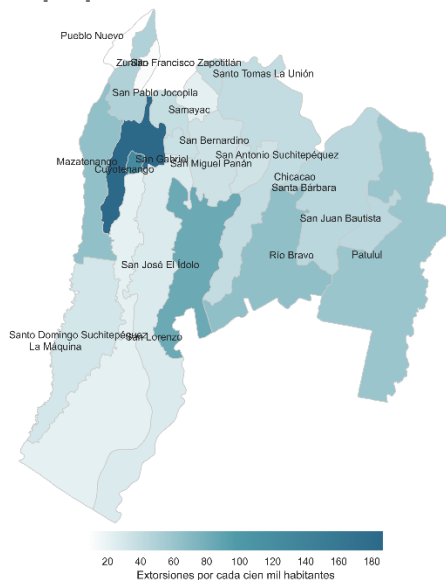 Pueblo Nuevo
Zunilito
San Francisco Zapotitlán
Santo Tomas La Unión
San Pablo Jocopila
Samayac
San Bernardino
San Antonio Suchitepéquez
Mazatenango
San Gabriel
San Miguel Panán
Cuyotenango
Chicacao
Santa Bárbara
San Juan Bautista
Río Bravo
Patulul
San José El Ídolo
Santo Domingo Suchitepéquez
San Lorenzo
La Máquina
20 40 60 80 100 120 140 160 180
Extorsiones por cada cien mil habitantes